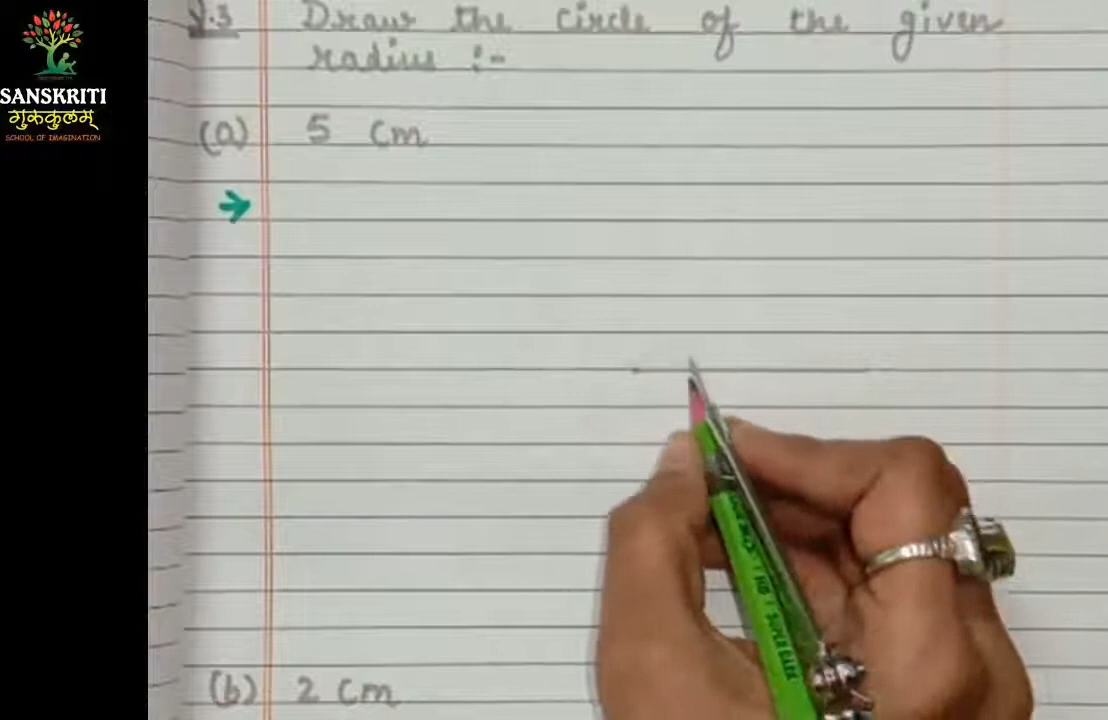 SANSKRITI
गुरुकुलम्
SCHOOL OF IMAGINATION
Q.3 Draw the circle of the given
radius :-
(a) 5 cm
(b) 2 cm